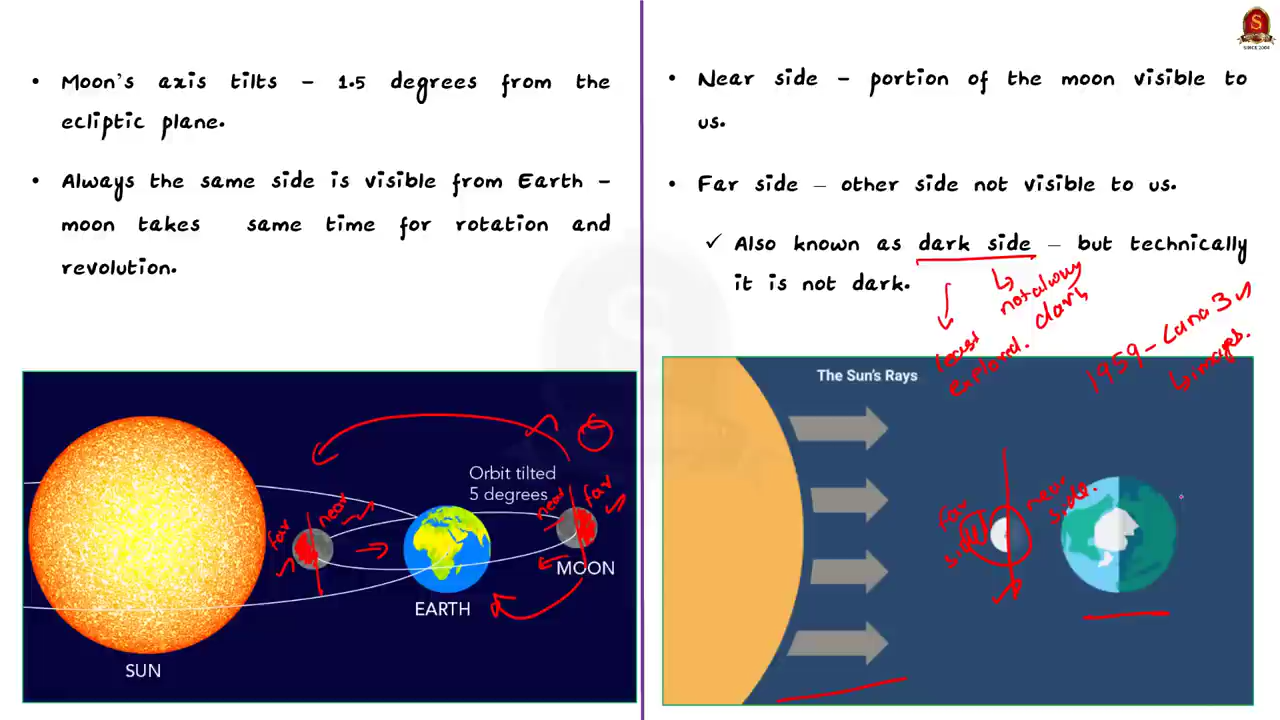 • Moon's axis tilts – 1.5 degrees from the
ecliptic plane.
• Always the same side is visible from Earth –
moon takes same time for rotation and
revolution.
Orbit tilted
5 degrees
far
near
near
far
MOON
EARTH
SUN
S
SINCE 2004
• Near side – portion of the moon visible to
us.
• Far side – other side not visible to us.
✓ Also known as dark side – but technically
it is not dark.
not always
dark
least
explored.
1959 – Luna 3
images.
The Sun's Rays
far
side
near
side.